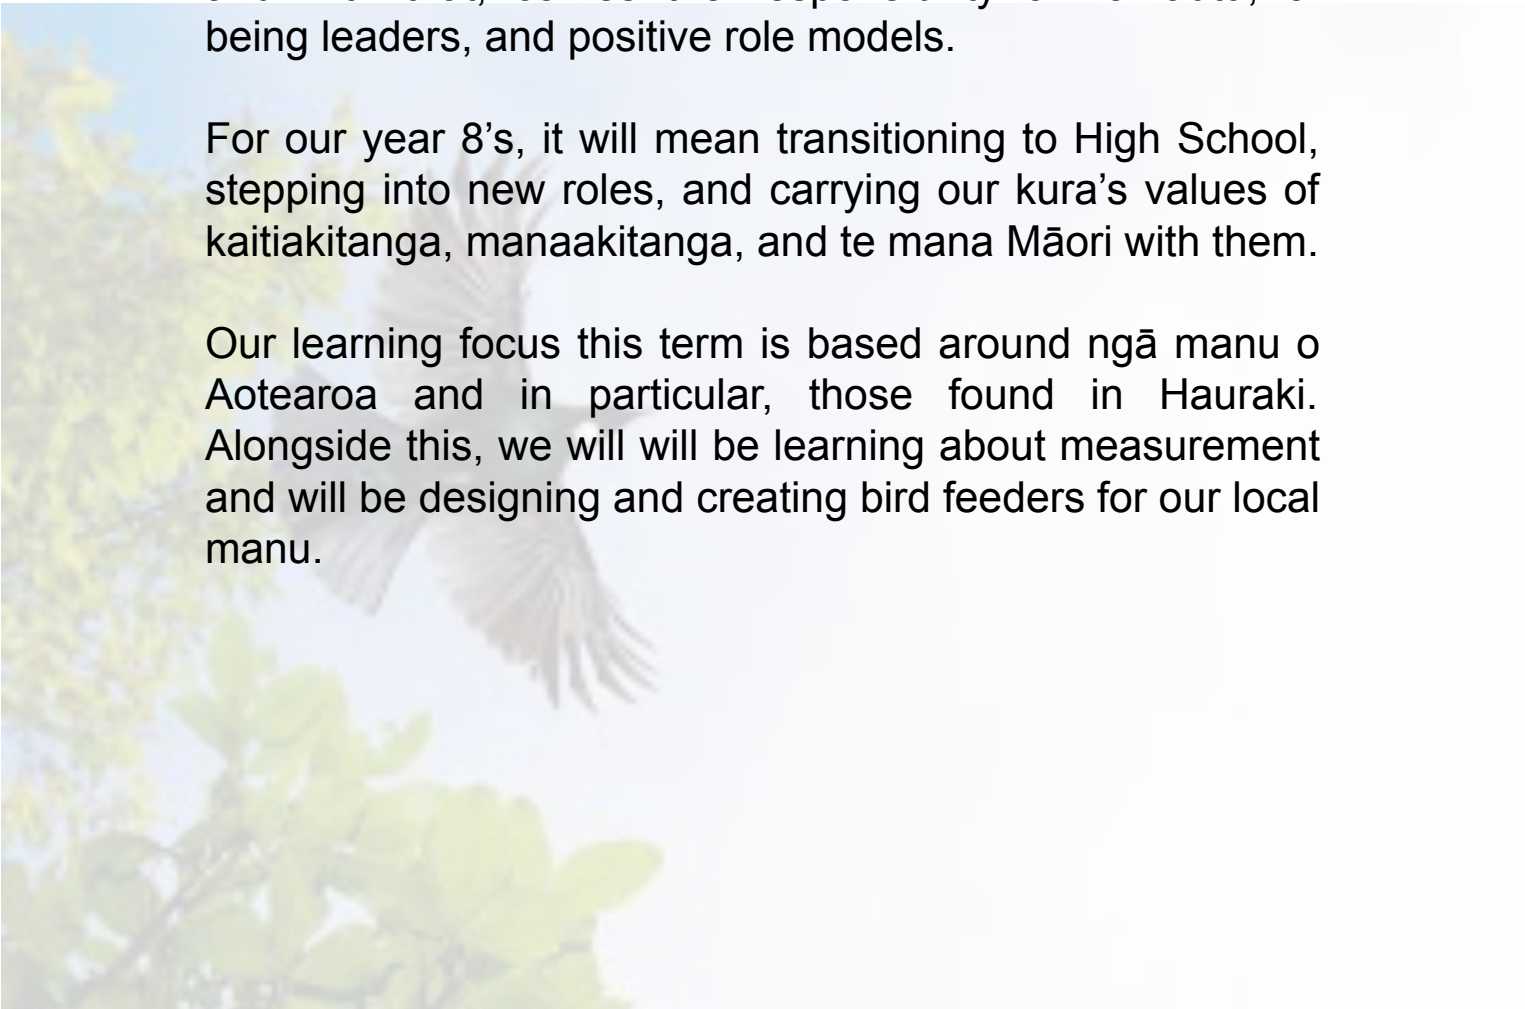 being leaders, and positive role models.
For our year 8’s, it will mean transitioning to High School,
stepping into new roles, and carrying our kura’s values of
kaitiakitanga, manaakitanga, and te mana Māori with them.
Our learning focus this term is based around ngā manu o
Aotearoa and in particular, those found in Hauraki.
Alongside this, we will will be learning about measurement
and will be designing and creating bird feeders for our local
manu.